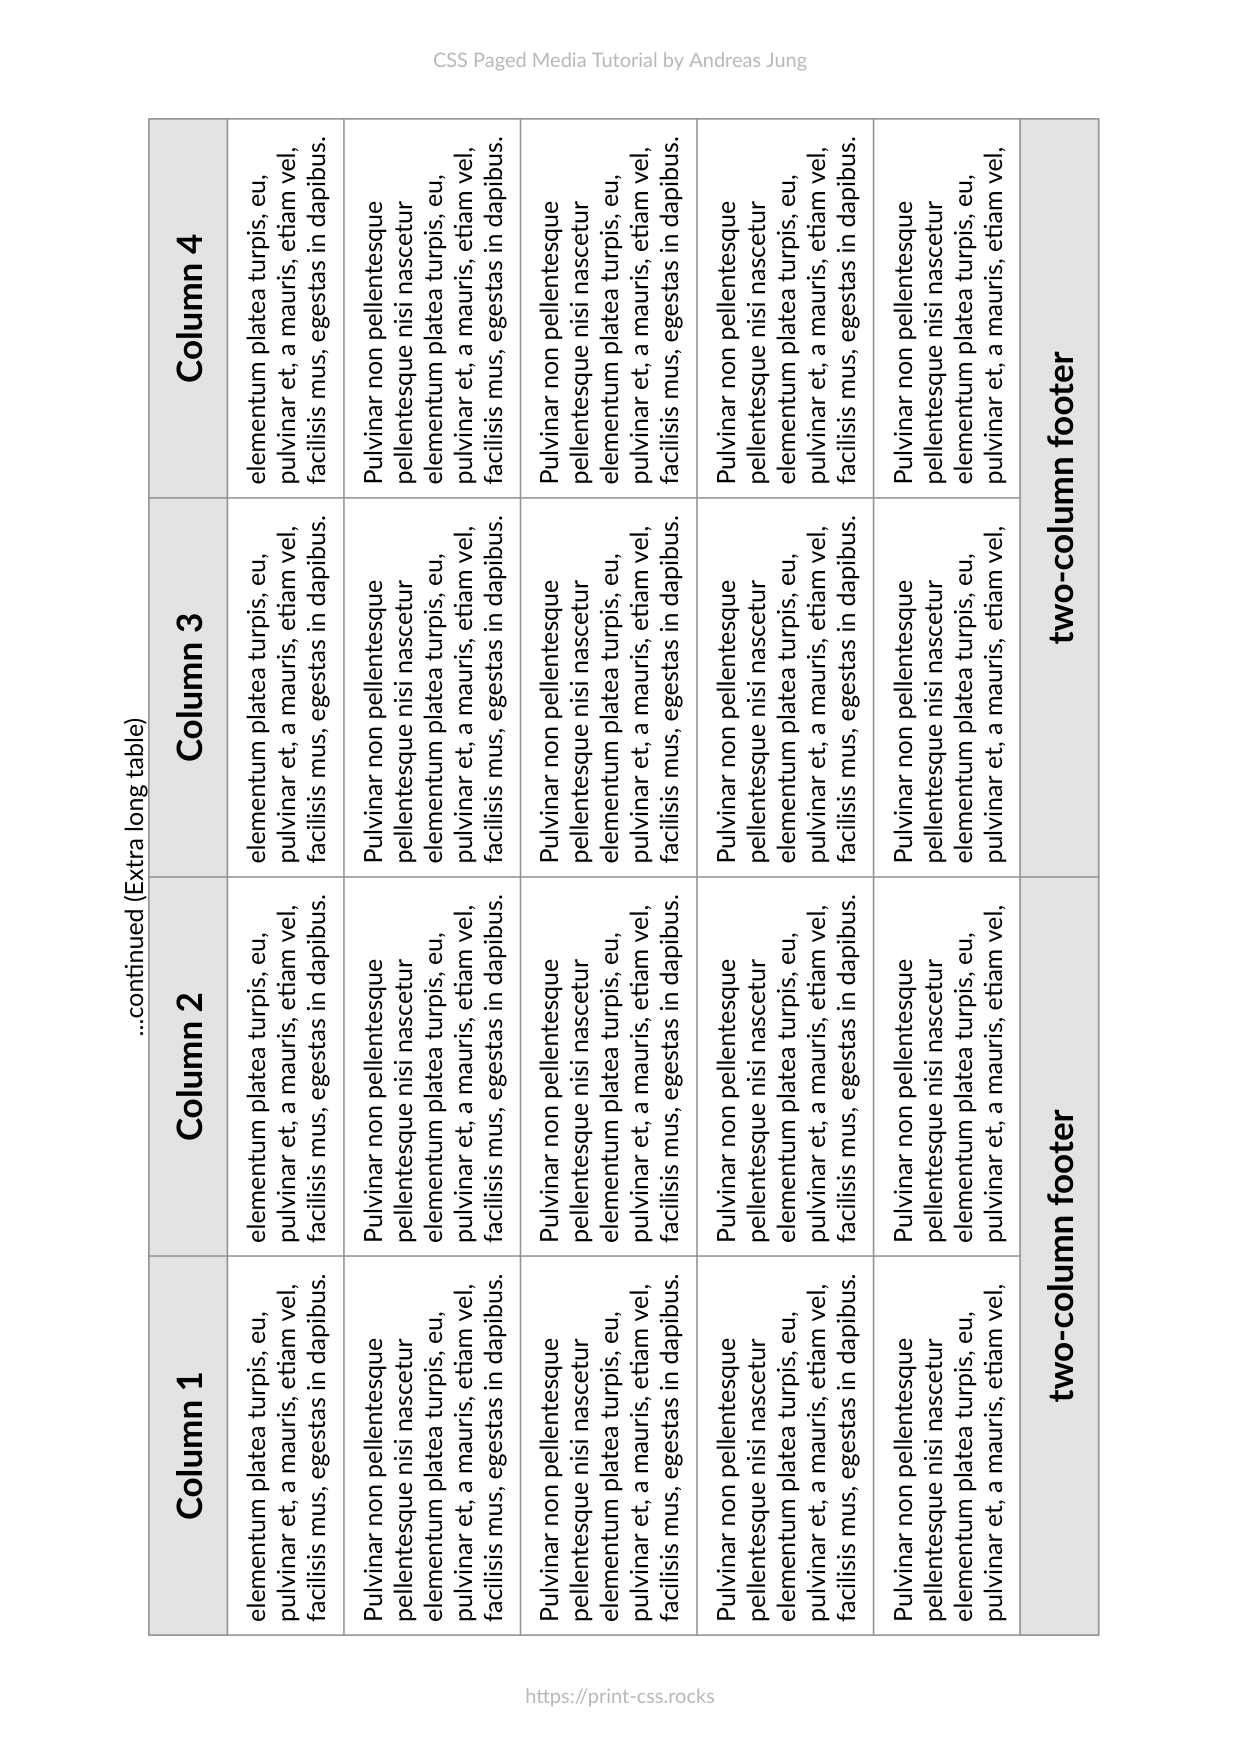 CSS Paged Media Tutorial by Andreas Jung
...continued (Extra long table)
Column 1
Column 2
Column 3
Column 4
elementum platea turpis, eu,
pulvinar et, a mauris, etiam vel,
facilisis mus, egestas in dapibus.
elementum platea turpis, eu,
pulvinar et, a mauris, etiam vel,
facilisis mus, egestas in dapibus.
elementum platea turpis, eu,
pulvinar et, a mauris, etiam vel,
facilisis mus, egestas in dapibus.
elementum platea turpis, eu,
pulvinar et, a mauris, etiam vel,
facilisis mus, egestas in dapibus.
Pulvinar non pellentesque
pellentesque nisi nascetur
elementum platea turpis, eu,
pulvinar et, a mauris, etiam vel,
facilisis mus, egestas in dapibus.
Pulvinar non pellentesque
pellentesque nisi nascetur
elementum platea turpis, eu,
pulvinar et, a mauris, etiam vel,
facilisis mus, egestas in dapibus.
Pulvinar non pellentesque
pellentesque nisi nascetur
elementum platea turpis, eu,
pulvinar et, a mauris, etiam vel,
facilisis mus, egestas in dapibus.
Pulvinar non pellentesque
pellentesque nisi nascetur
elementum platea turpis, eu,
pulvinar et, a mauris, etiam vel,
facilisis mus, egestas in dapibus.
Pulvinar non pellentesque
pellentesque nisi nascetur
elementum platea turpis, eu,
pulvinar et, a mauris, etiam vel,
facilisis mus, egestas in dapibus.
Pulvinar non pellentesque
pellentesque nisi nascetur
elementum platea turpis, eu,
pulvinar et, a mauris, etiam vel,
facilisis mus, egestas in dapibus.
Pulvinar non pellentesque
pellentesque nisi nascetur
elementum platea turpis, eu,
pulvinar et, a mauris, etiam vel,
facilisis mus, egestas in dapibus.
Pulvinar non pellentesque
pellentesque nisi nascetur
elementum platea turpis, eu,
pulvinar et, a mauris, etiam vel,
facilisis mus, egestas in dapibus.
Pulvinar non pellentesque
pellentesque nisi nascetur
elementum platea turpis, eu,
pulvinar et, a mauris, etiam vel,
facilisis mus, egestas in dapibus.
Pulvinar non pellentesque
pellentesque nisi nascetur
elementum platea turpis, eu,
pulvinar et, a mauris, etiam vel,
facilisis mus, egestas in dapibus.
Pulvinar non pellentesque
pellentesque nisi nascetur
elementum platea turpis, eu,
pulvinar et, a mauris, etiam vel,
facilisis mus, egestas in dapibus.
Pulvinar non pellentesque
pellentesque nisi nascetur
elementum platea turpis, eu,
pulvinar et, a mauris, etiam vel,
facilisis mus, egestas in dapibus.
Pulvinar non pellentesque
pellentesque nisi nascetur
elementum platea turpis, eu,
pulvinar et, a mauris, etiam vel,
Pulvinar non pellentesque
pellentesque nisi nascetur
elementum platea turpis, eu,
pulvinar et, a mauris, etiam vel,
Pulvinar non pellentesque
pellentesque nisi nascetur
elementum platea turpis, eu,
pulvinar et, a mauris, etiam vel,
Pulvinar non pellentesque
pellentesque nisi nascetur
elementum platea turpis, eu,
pulvinar et, a mauris, etiam vel,
two-column footer
two-column footer
https://print-css.rocks